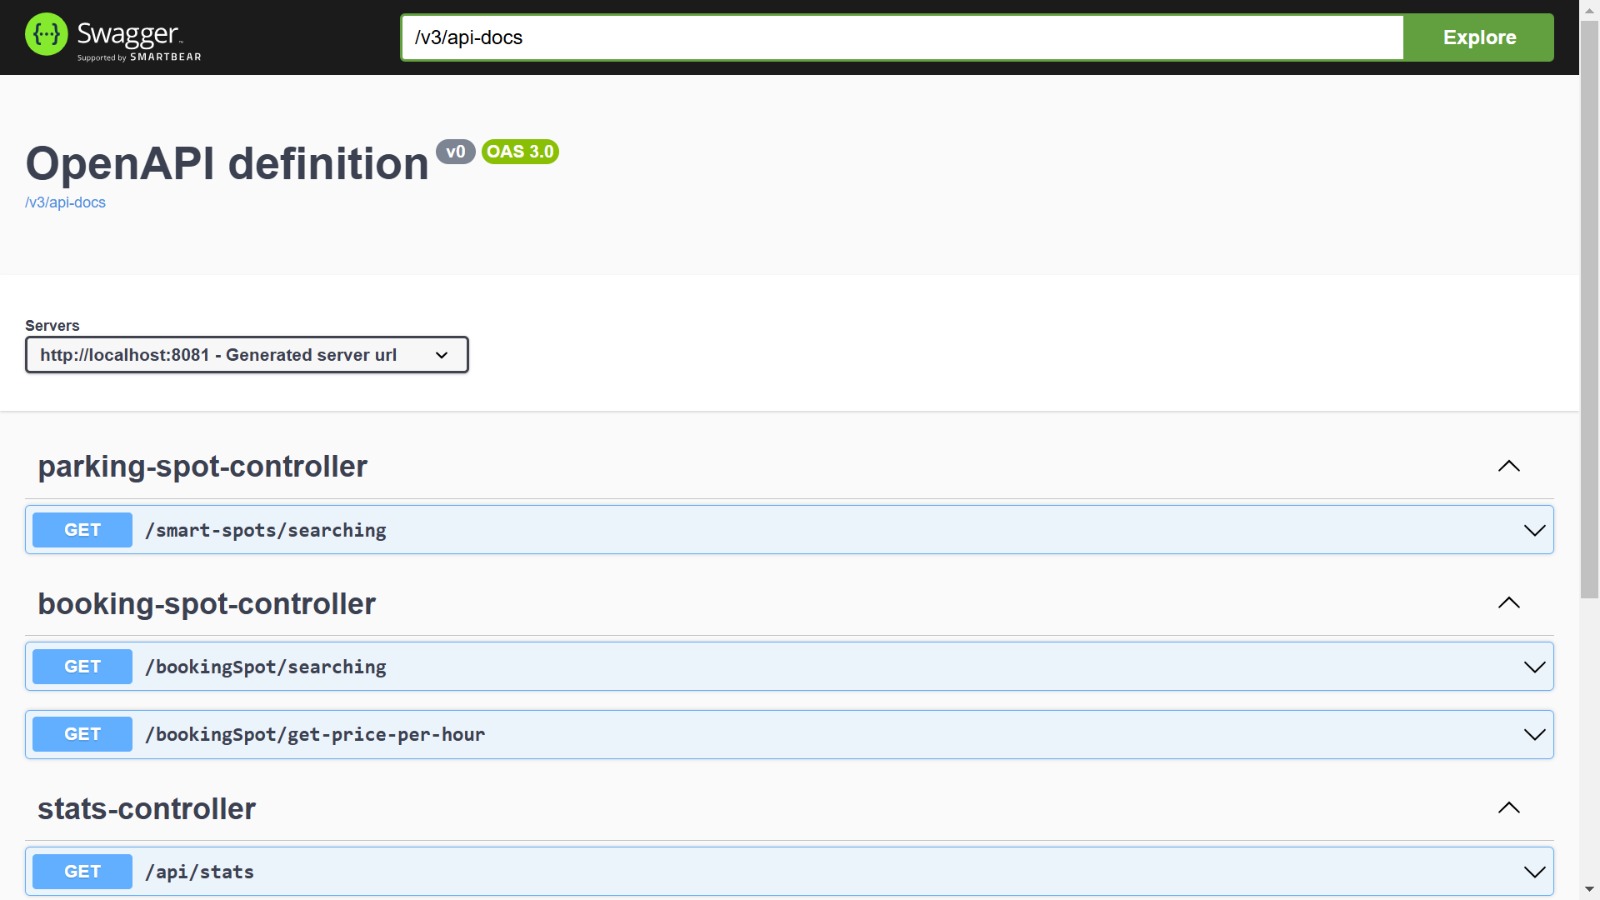 Swagger
Supported by SMARTBEAR
/v3/api-docs
Explore
OpenAPI definition v0 OAS 3.0
/v3/api-docs
Servers
http://localhost:8081 - Generated server url
parking-spot-controller
GET /smart-spots/searching
booking-spot-controller
GET /bookingSpot/searching
GET /bookingSpot/get-price-per-hour
stats-controller
GET /api/stats